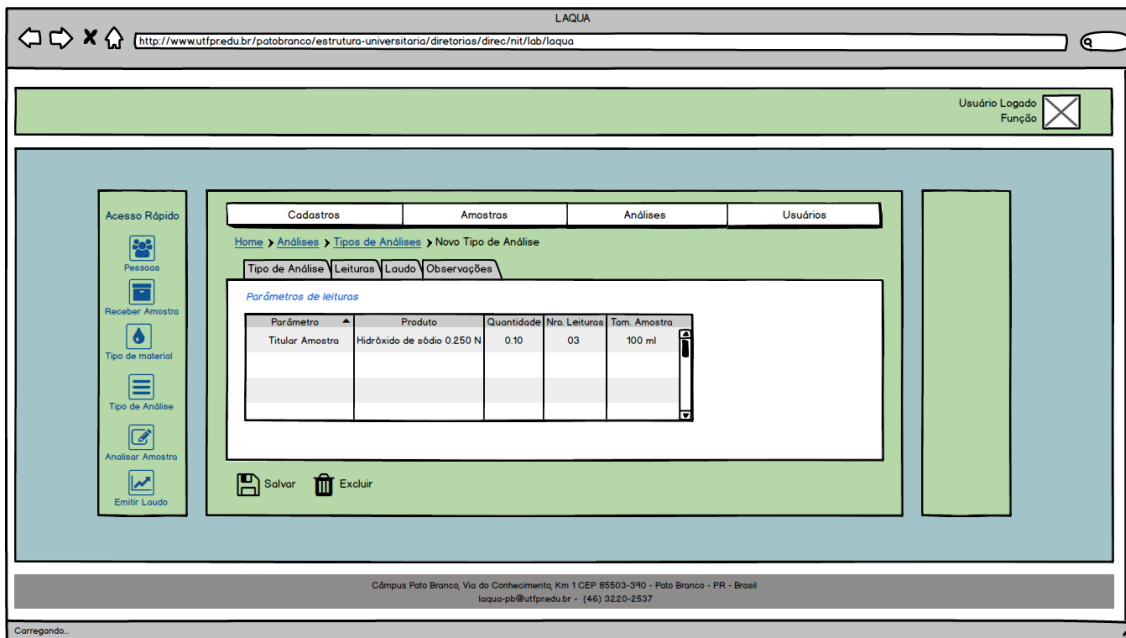 LAQUA
http://www.utfpr.edu.br/patobranco/estrutura-universitaria/diretorias/direc/nit/lab/laqua
Usuário Logado
Função
Acesso Rápido
Pessoas
Receber Amostra
Tipo de material
Tipo de Análise
Analisar Amostra
Emitir Laudo
Cadastros Amostras Análises Usuários
Home > Análises > Tipos de Análises > Novo Tipo de Análise
Tipo de Análise Leituras Laudo Observações
Parâmetros de leituras
Parâmetro Produto Quantidade Nro. Leituras Tam. Amostra
Titular Amostra Hidróxido de sódio 0.250 N 0.10 03 100 ml
Salvar Excluir
Câmpus Pato Branco, Via do Conhecimento, Km 1 CEP 85503-390 - Pato Branco - PR - Brasil
laqua-pb@utfpr.edu.br - (46) 3220-2537
Carregando...